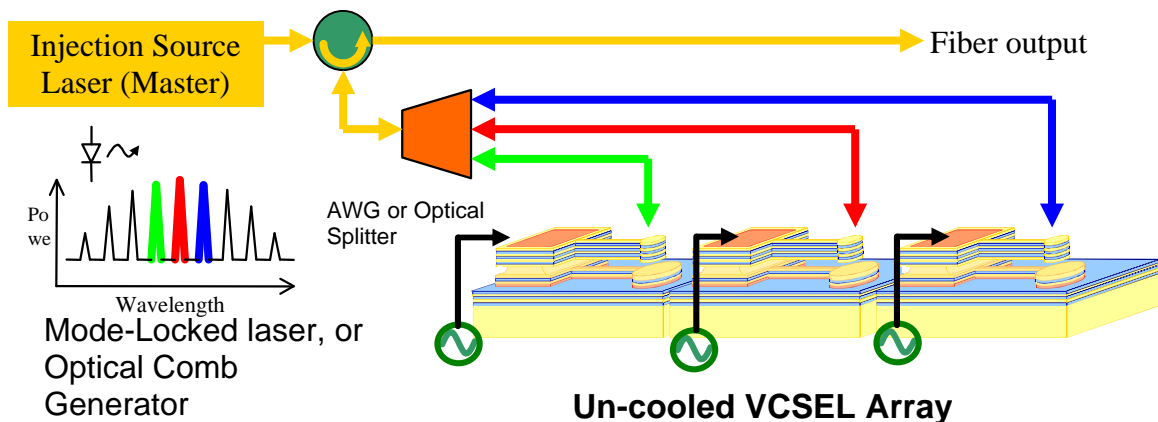 Injection Source
Laser (Master)
Fiber output
AWG or Optical
Splitter
Po
we
Wavelength
Mode-Locked laser, or
Optical Comb
Generator
Un-cooled VCSEL Array